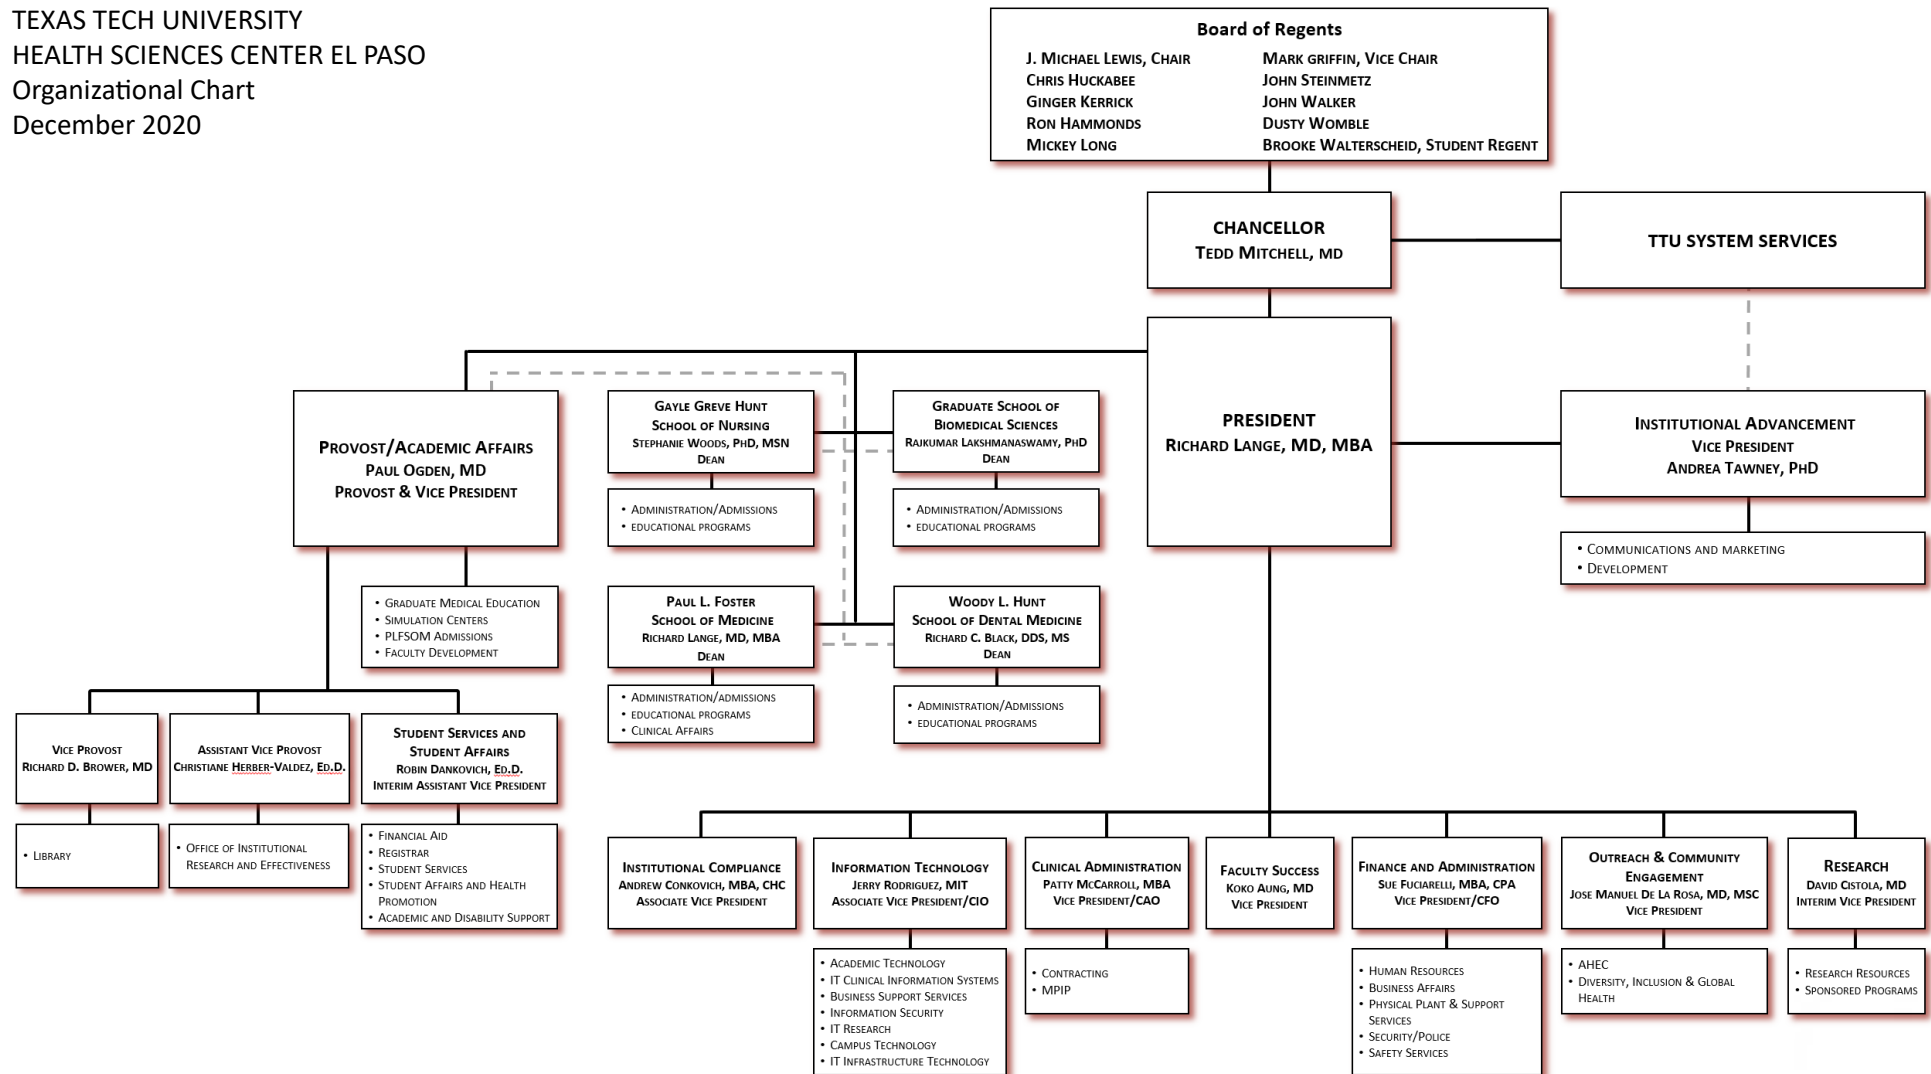 TEXAS TECH UNIVERSITY
HEALTH SCIENCES CENTER EL PASO
Organizational Chart
December 2020
Board of Regents
J. Michael Lewis, Chair
Chris Huckabee
Ginger Kerrick
Ron Hammonds
Mickey Long
Mark griffin, Vice Chair
John Steinmetz
John Walker
Dusty Womble
Brooke Walterscheid, Student Regent
CHANCELLOR
Tedd Mitchell, MD
TTU SYSTEM SERVICES
PRESIDENT
Richard Lange, MD, MBA
Institutional Advancement
Vice President
Andrea Tawney, PhD
• Communications and marketing
• Development
Provost/Academic Affairs
Paul Ogden, MD
Provost & Vice President
• Graduate Medical Education
• Simulation Centers
• PLFSOM Admissions
• Faculty Development
Gayle Greve Hunt
School of Nursing
Stephanie Woods, PhD, MSN
Dean
• Administration/Admissions
• educational programs
Graduate School of
Biomedical Sciences
Rajkumar Lakshmanaswamy, PhD
Dean
• Administration/Admissions
• educational programs
Paul L. Foster
School of Medicine
Richard Lange, MD, MBA
Dean
• Administration/admissions
• educational programs
• Clinical Affairs
Woody L. Hunt
School of Dental Medicine
Richard C. Black, DDS, MS
Dean
• Administration/Admissions
• educational programs
Vice Provost
Richard D. Brower, MD
• Library
Assistant Vice Provost
Christiane Herber-Valdez, Ed.D.
• Office of Institutional
Research and Effectiveness
Student Services and
Student Affairs
Robin Dankovich, Ed.D.
Interim Assistant Vice President
• Financial Aid
• Registrar
• Student Services
• Student Affairs and Health
Promotion
• Academic and Disability Support
Institutional Compliance
Andrew Conkovich, MBA, CHC
Associate Vice President
Information Technology
Jerry Rodriguez, MIT
Associate Vice President/CIO
• Academic Technology
• IT Clinical Information Systems
• Business Support Services
• Information Security
• IT Research
• Campus Technology
• IT Infrastructure Technology
Clinical Administration
Patty McCarroll, MBA
Vice President/CAO
• Contracting
• MPIP
Faculty Success
Koko Aung, MD
Vice President
Finance and Administration
Sue Fuciarelli, MBA, CPA
Vice President/CFO
• Human Resources
• Business Affairs
• Physical Plant & Support
Services
• Security/Police
• Safety Services
Outreach & Community
Engagement
Jose Manuel De La Rosa, MD, MSC
Vice President
• AHEC
• Diversity, Inclusion & Global
Health
Research
David Cistola, MD
Interim Vice President
• Research Resources
• Sponsored Programs